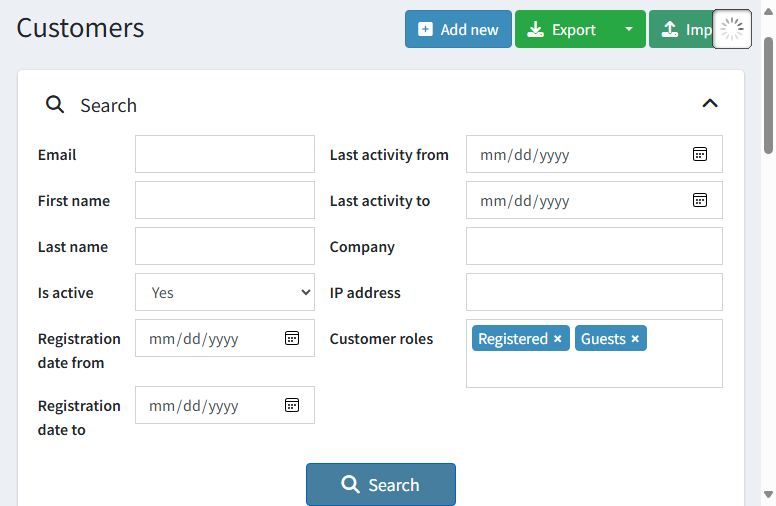 Customers
Add new
Export
Imp
Search
Email
Last activity from
mm/dd/yyyy
First name
Last activity to
mm/dd/yyyy
Last name
Company
Is active
Yes
IP address
Registration
date from
mm/dd/yyyy
Customer roles
Registered ×
Guests ×
Registration
date to
mm/dd/yyyy
Search